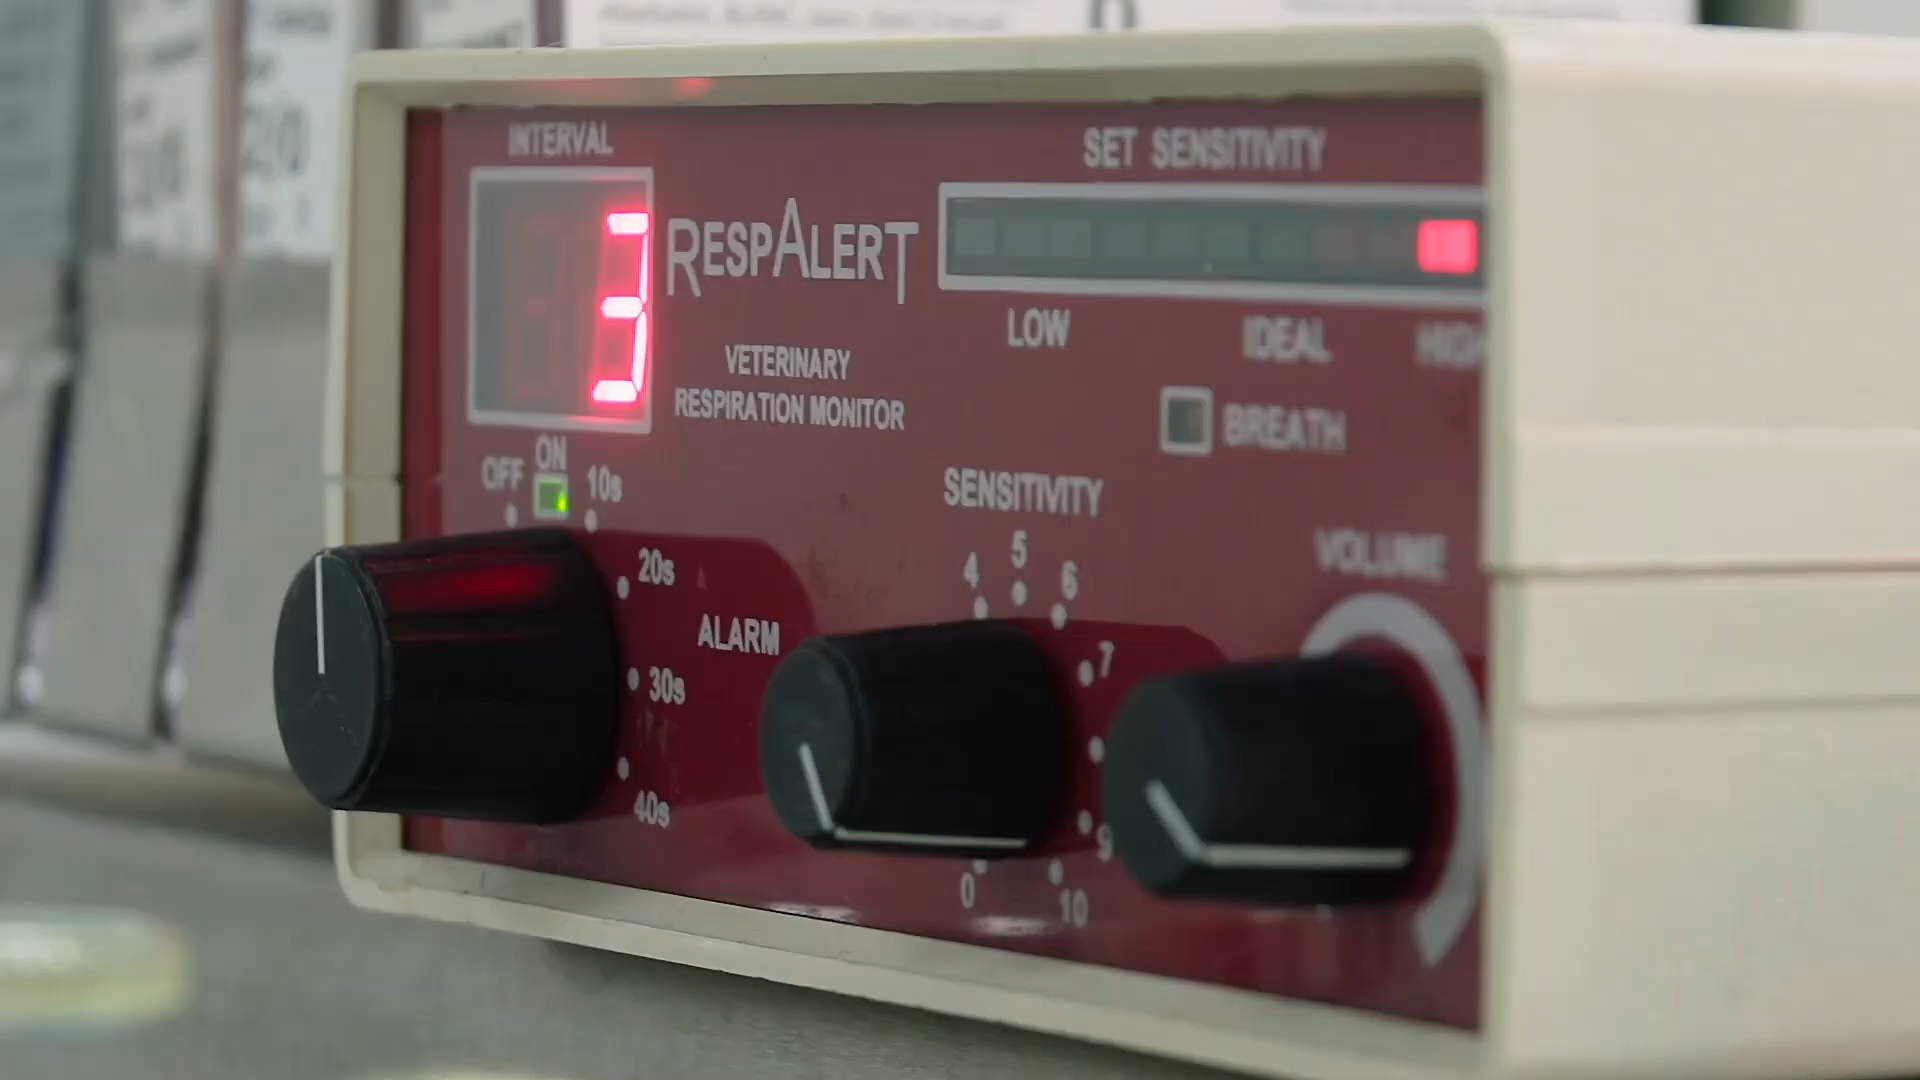 INTERVAL
SET SENSITIVITY
3
RESPALERT
LOW
IDEAL
HIGH
VETERINARY
RESPIRATION MONITOR
BREATH
ON
OFF
10s
SENSITIVITY
20s
VOLUME
4
5
6
ALARM
7
30s
40s
9
0
10